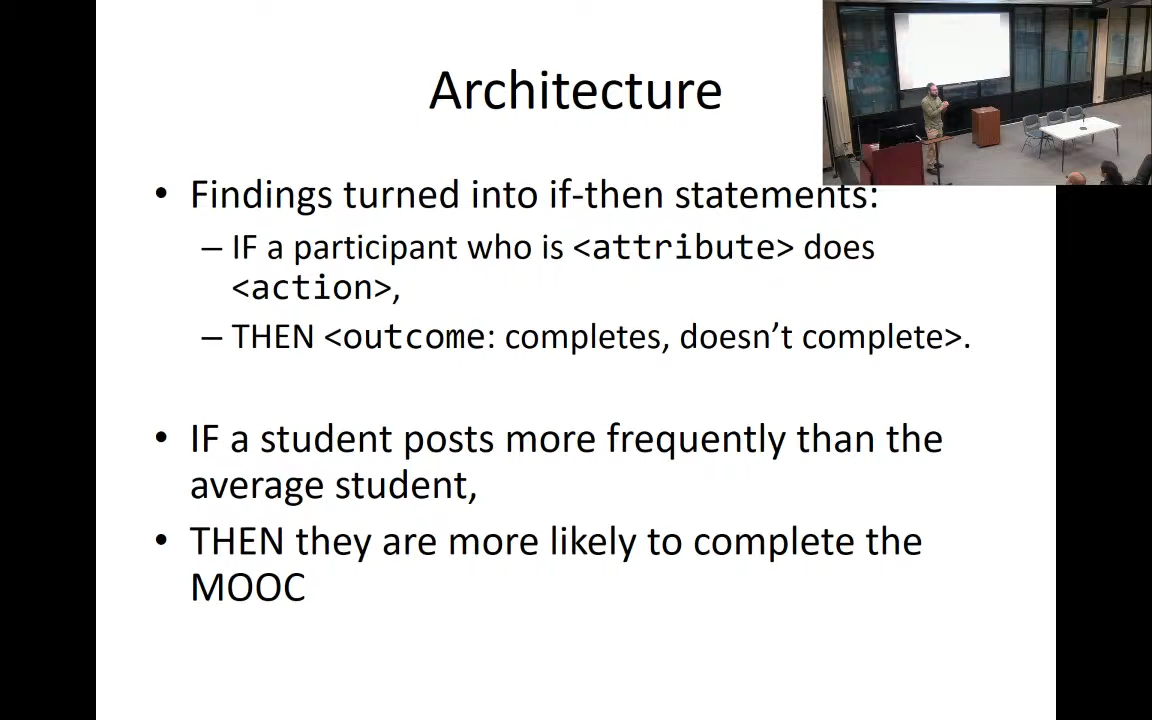 Architecture
• Findings turned into if-then statements:
– IF a participant who is <attribute> does
<action>,
– THEN <outcome: completes, doesn’t complete>.
• IF a student posts more frequently than the
average student,
• THEN they are more likely to complete the
MOOC